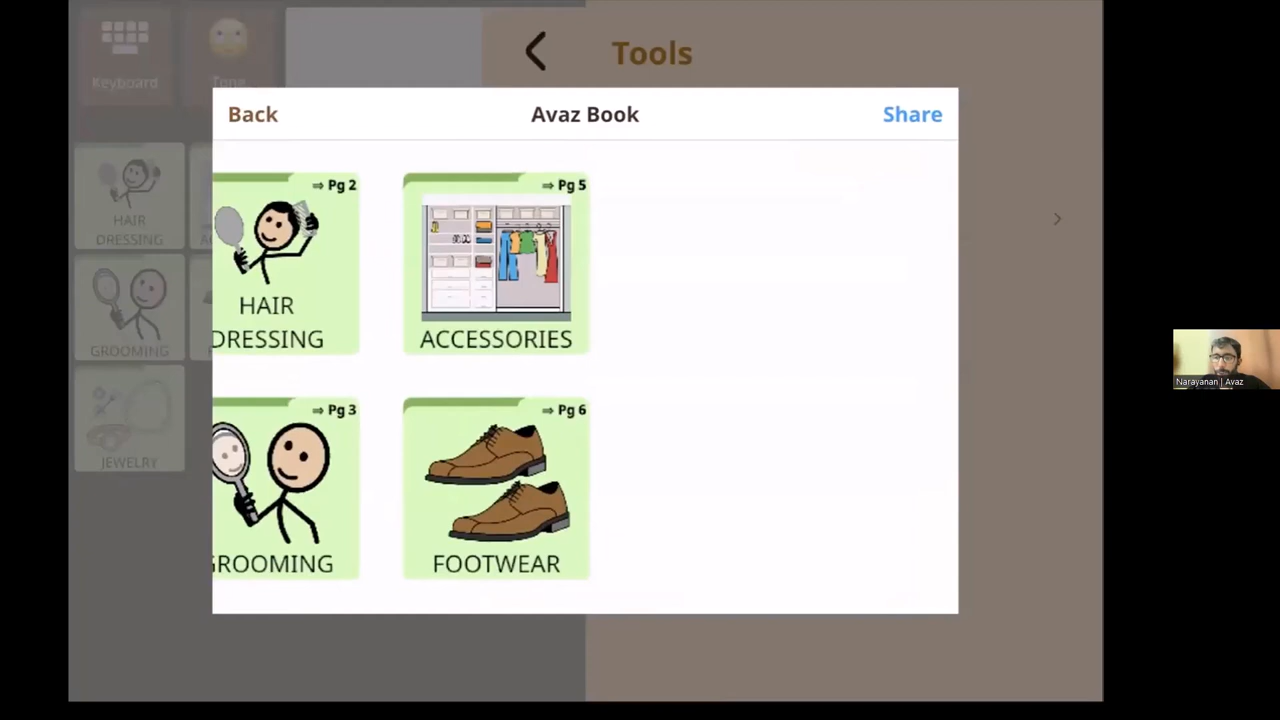 Keyboard
Tone
Tools
Back
Avaz Book
Share
Pg 2
Pg 5
HAIR
DRESSING
HAIR
DRESSING
ACCESSORIES
Pg 3
Pg 6
GROOMING
GROOMING
FOOTWEAR
JEWELRY
Narayanan | Avaz